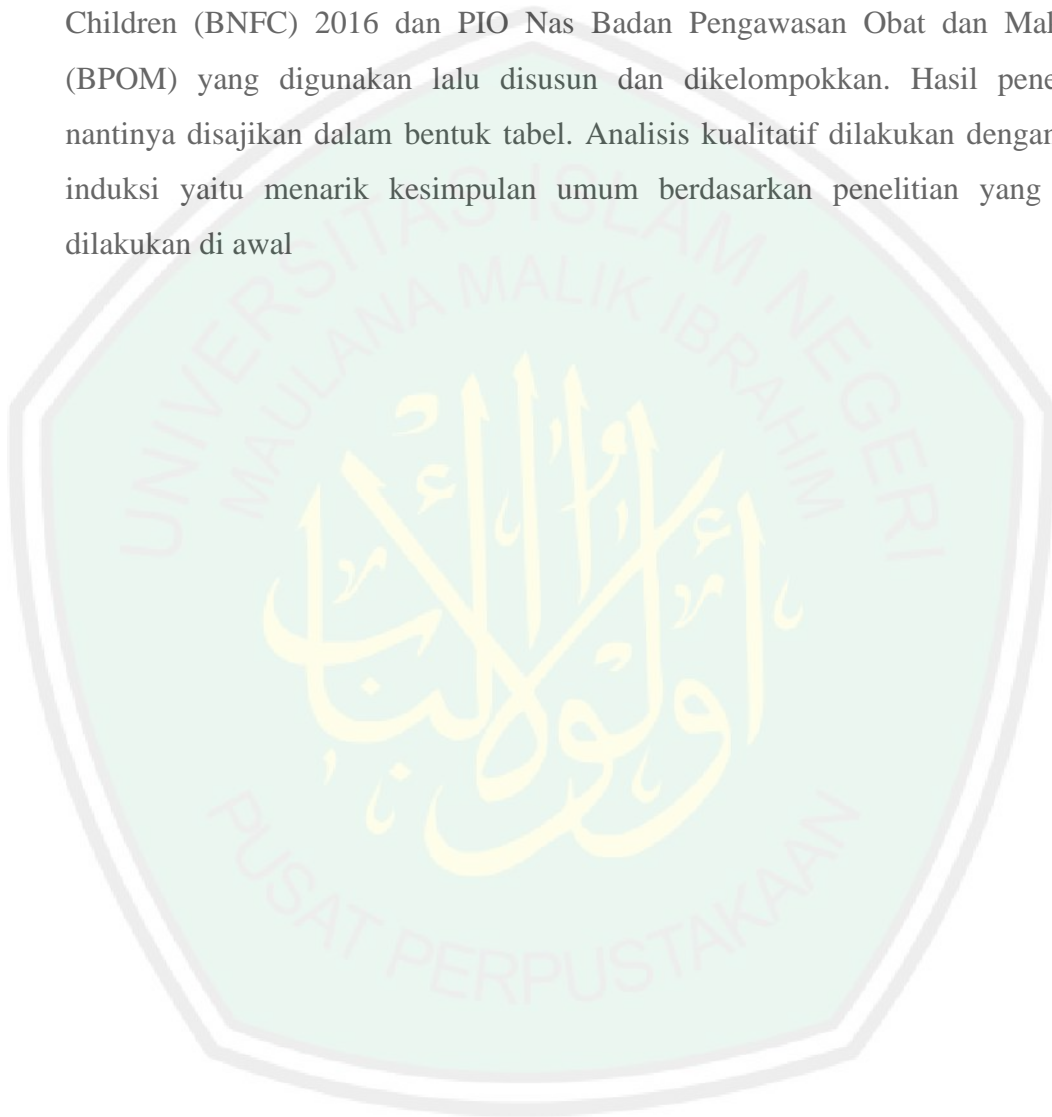 Children (BNFC) 2016 dan PIO Nas Badan Pengawasan Obat dan
(BPOM) yang digunakan lalu disusun dan dikelompokkan. Hasil
nantinya disajikan dalam bentuk tabel. Analisis kualitatif dilakukan dengan
induksi yaitu menarik kesimpulan umum berdasarkan penelitian yang
dilakukan di awal
UNIVERSITAS ISLAM NEGERI
MAULANA MALIK IBRAHIM
أولوا الألباب
PUSAT PERPUSTAKAAN